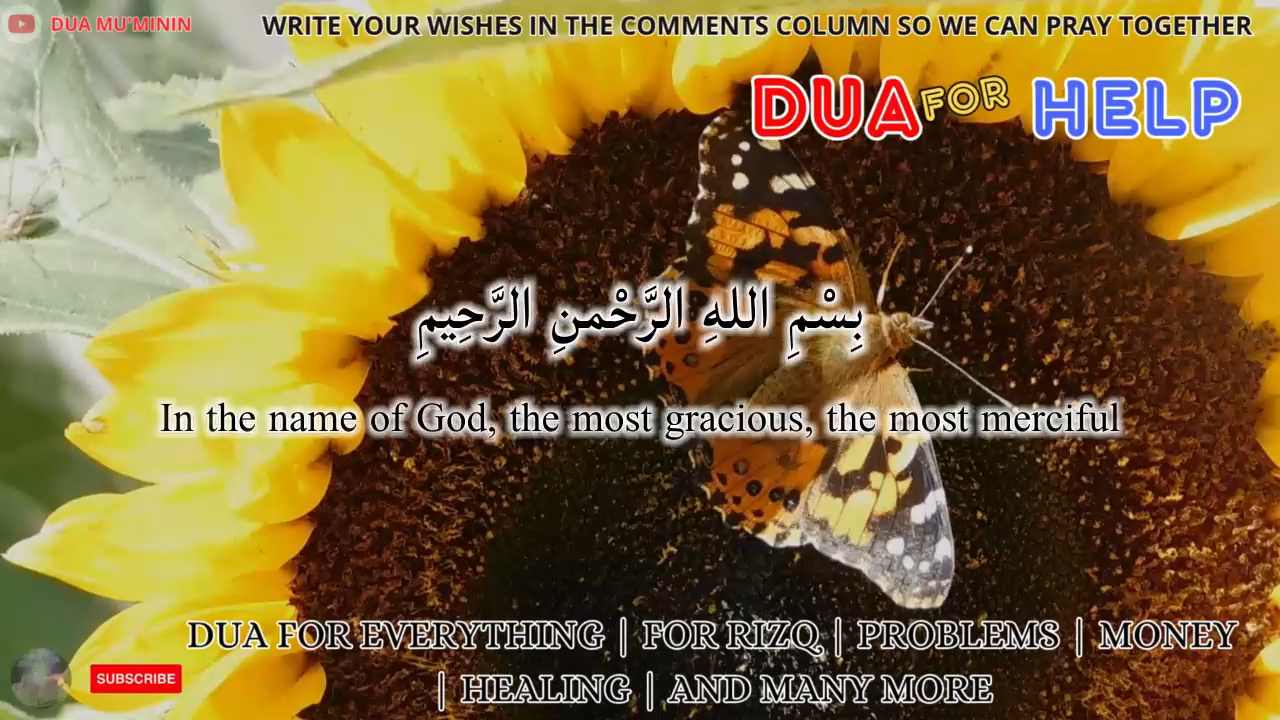 DUA MU'MININ
WRITE YOUR WISHES IN THE COMMENTS COLUMN SO WE CAN PRAY TOGETHER
DUA FOR HELP
بِسْمِ اللهِ الرَّحْمنِ الرَّحِيمِ
In the name of God, the most gracious, the most merciful
DUA FOR EVERYTHING | FOR RIZQ | PROBLEMS | MONEY
| HEALING | AND MANY MORE
SUBSCRIBE